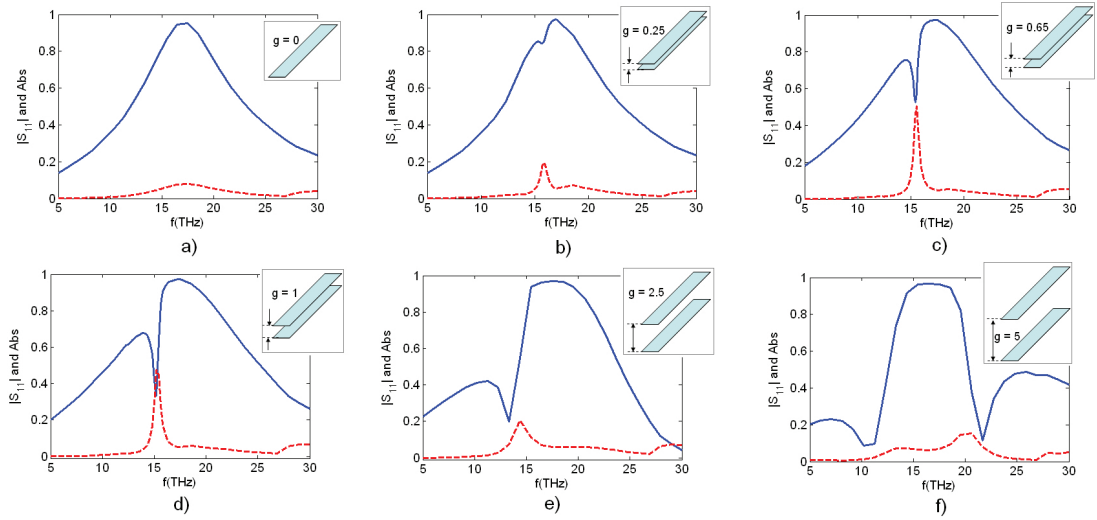 1
0.8
0.6
0.4
0.2
0
|S₁₁| and Abs
5 10 15 20 25 30
f(THz)
g = 0
a)
1
0.8
0.6
0.4
0.2
0
|S₁₁| and Abs
5 10 15 20 25 30
f(THz)
g = 0.25
b)
1
0.8
0.6
0.4
0.2
0
|S₁₁| and Abs
5 10 15 20 25 30
f(THz)
g = 0.65
c)
1
0.8
0.6
0.4
0.2
0
|S₁₁| and Abs
5 10 15 20 25 30
f(THz)
g = 1
d)
1
0.8
0.6
0.4
0.2
0
|S₁₁| and Abs
5 10 15 20 25 30
f(THz)
g = 2.5
e)
1
0.8
0.6
0.4
0.2
0
|S₁₁| and Abs
5 10 15 20 25 30
f(THz)
g = 5
f)